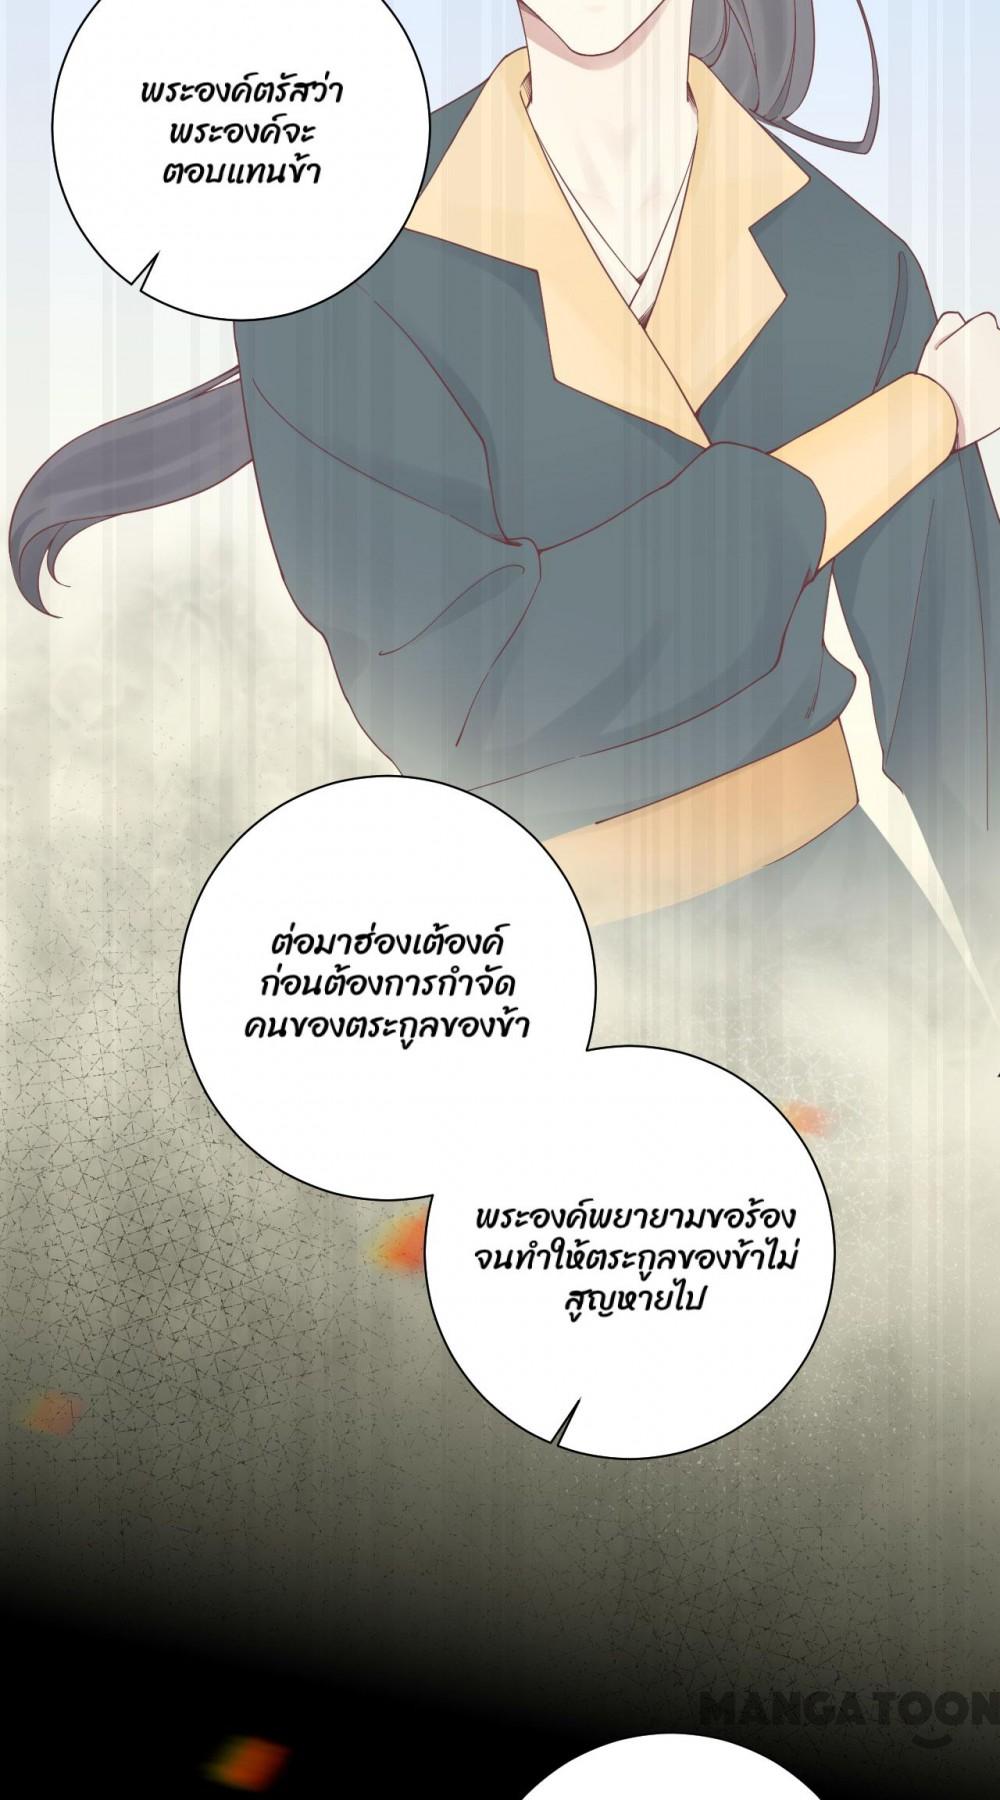 พระองค์ตรัสว่า
พระองค์จะ
ตอบแทนข้า
ต่อมาฮ่องเต้องค์
ก่อนต้องการกำจัด
คนของตระกูลของข้า
พระองค์พยายามขอร้อง
จนทำให้ตระกูลของข้าไม่
สูญหายไป
MANGATOON